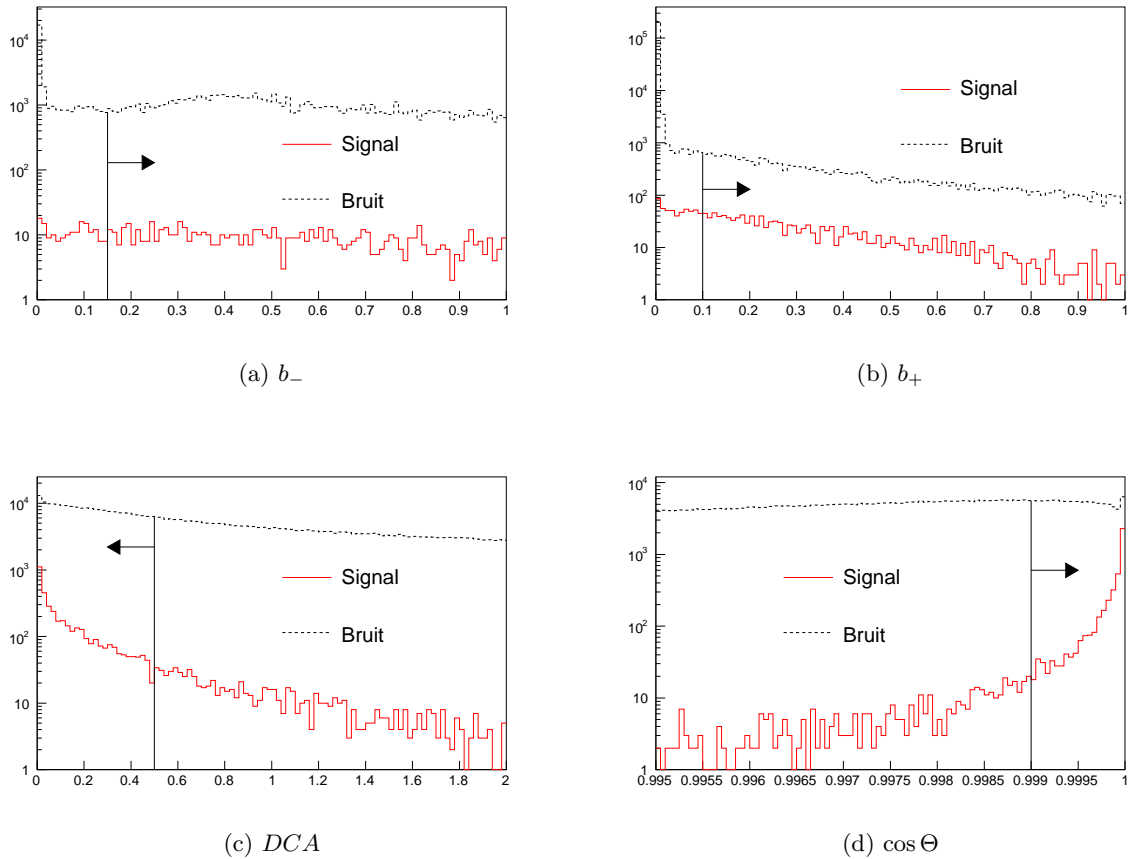 10^4
10^3
10^2
10
1
Signal
Bruit
0 0.1 0.2 0.3 0.4 0.5 0.6 0.7 0.8 0.9 1
(a) b_−
10^5
10^4
10^3
10^2
10
1
Signal
Bruit
0 0.1 0.2 0.3 0.4 0.5 0.6 0.7 0.8 0.9 1
(b) b_+
10^4
10^3
10^2
10
1
Signal
Bruit
0 0.2 0.4 0.6 0.8 1 1.2 1.4 1.6 1.8 2
(c) DCA
10^4
10^3
10^2
10
1
Signal
Bruit
0.995 0.9955 0.996 0.9965 0.997 0.9975 0.998 0.9985 0.999 0.9995 1
(d) cos Θ